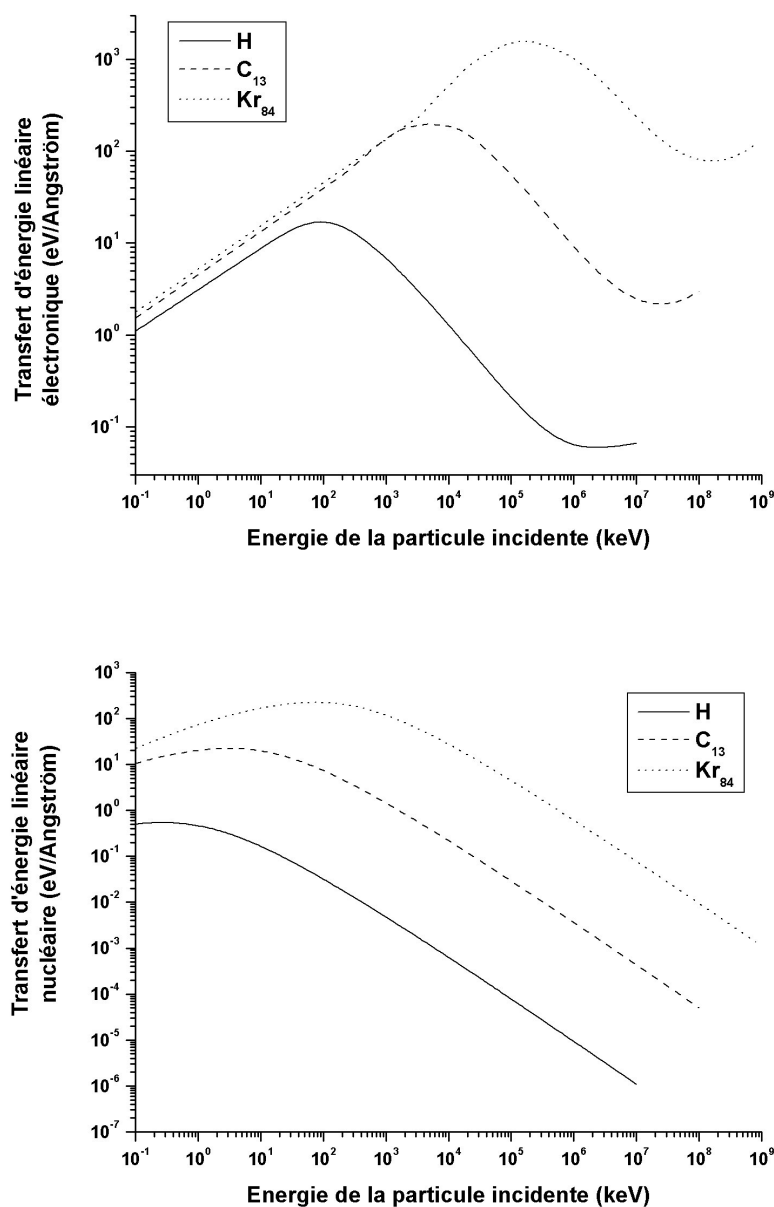 H
C₁₃
Kr₈₄
Transfert d'énergie linéaire
électronique (eV/Angström)
10³
10²
10¹
10⁰
10⁻¹
10⁻¹ 10⁰ 10¹ 10² 10³ 10⁴ 10⁵ 10⁶ 10⁷ 10⁸ 10⁹
Energie de la particule incidente (keV)
H
C₁₃
Kr₈₄
Transfert d'énergie linéaire
nucléaire (eV/Angström)
10³
10²
10¹
10⁰
10⁻¹
10⁻²
10⁻³
10⁻⁴
10⁻⁵
10⁻⁶
10⁻⁷
10⁻¹ 10⁰ 10¹ 10² 10³ 10⁴ 10⁵ 10⁶ 10⁷ 10⁸ 10⁹
Energie de la particule incidente (keV)